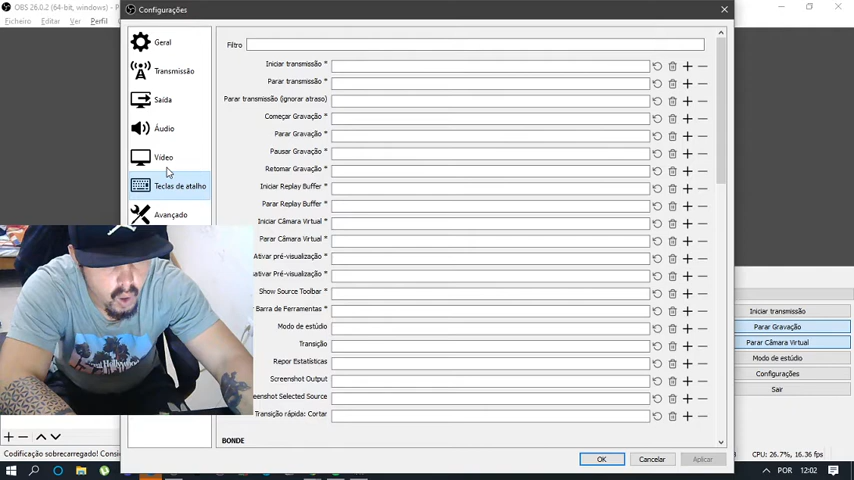 OBS 26.0.2 (64-bit, windows) - P
Ficheiro
Editar
Ver
Perfil
Configurações
Geral
Transmissão
Saída
Áudio
Vídeo
Teclas de atalho
Avançado
Filtro
Iniciar transmissão *
Parar transmissão *
Parar transmissão (ignorar atraso)
Começar Gravação *
Parar Gravação *
Pausar Gravação *
Retomar Gravação *
Iniciar Replay Buffer *
Parar Replay Buffer *
Iniciar Câmara Virtual *
Parar Câmara Virtual *
Ativar pré-visualização *
ativar Pré-visualização *
Show Source Toolbar *
Barra de Ferramentas *
Modo de estúdio
Transição
Repor Estatísticas
Screenshot Output
eenshot Selected Source
Transição rápida: Cortar
BONDE
OK
Cancelar
Aplicar
Iniciar transmissão
Parar Gravação
Parar Câmara Virtual
Modo de estúdio
Configurações
Sair
Codificação sobrecarregado! Consi
CPU: 26.7%, 16.36 fps
POR
12:02